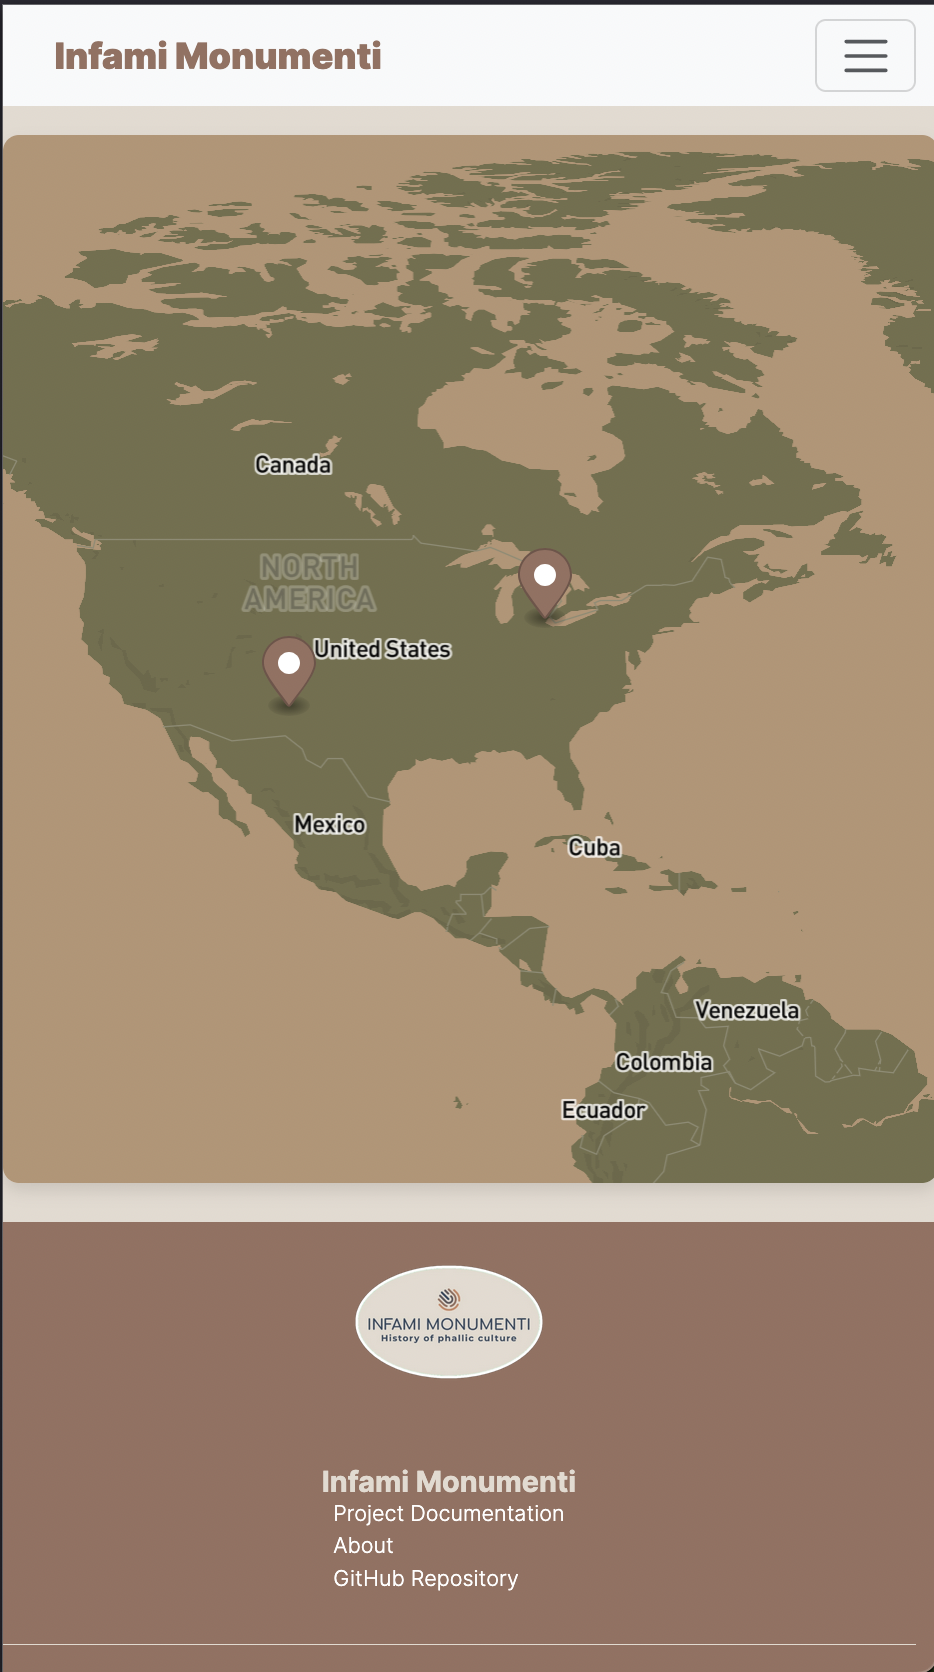 Infami Monumenti
Canada
NORTH
AMERICA
United States
Mexico
Cuba
Venezuela
Colombia
Ecuador
INFAMI MONUMENTI
History of phallic culture
Infami Monumenti
Project Documentation
About
GitHub Repository